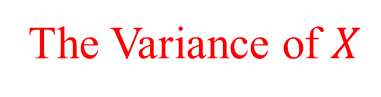 The Variance of X